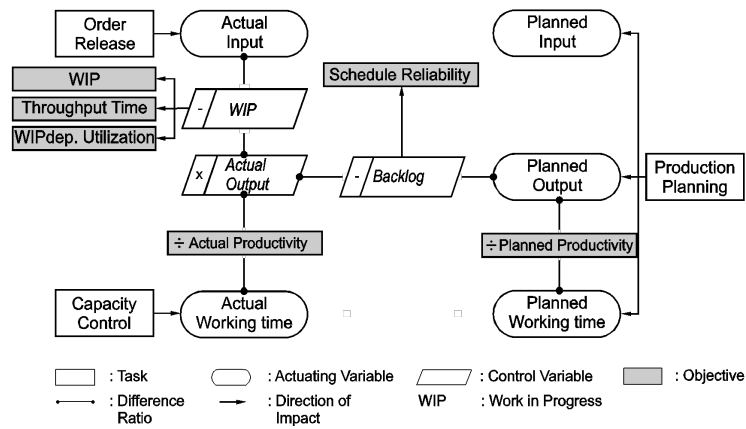 Order
Release
Actual
Input
Planned
Input
WIP
Throughput Time
WIPdep. Utilization
- WIP
Schedule Reliability
x Actual
Output
- Backlog
Planned
Output
Production
Planning
÷ Actual Productivity
÷ Planned Productivity
Capacity
Control
Actual
Working time
Planned
Working time
: Task
: Actuating Variable
: Control Variable
: Objective
: Difference
Ratio
: Direction of
Impact
WIP : Work in Progress